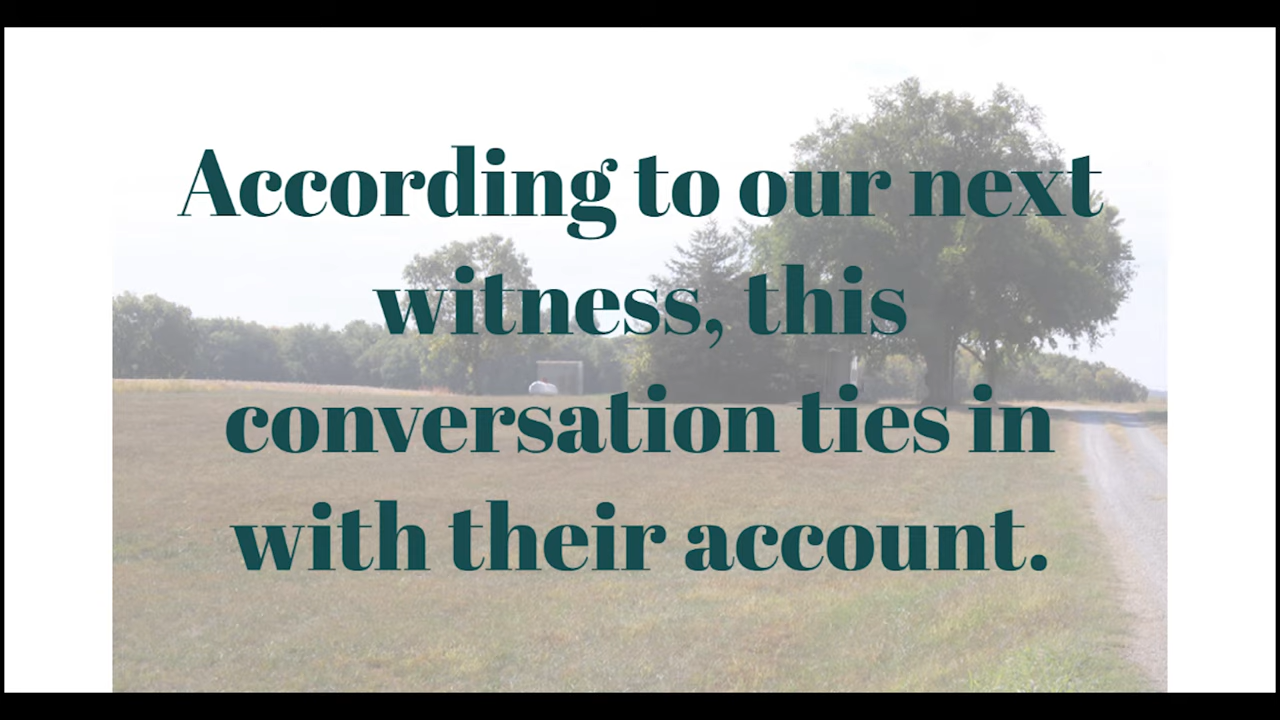 According to our next
witness, this
conversation ties in
with their account.